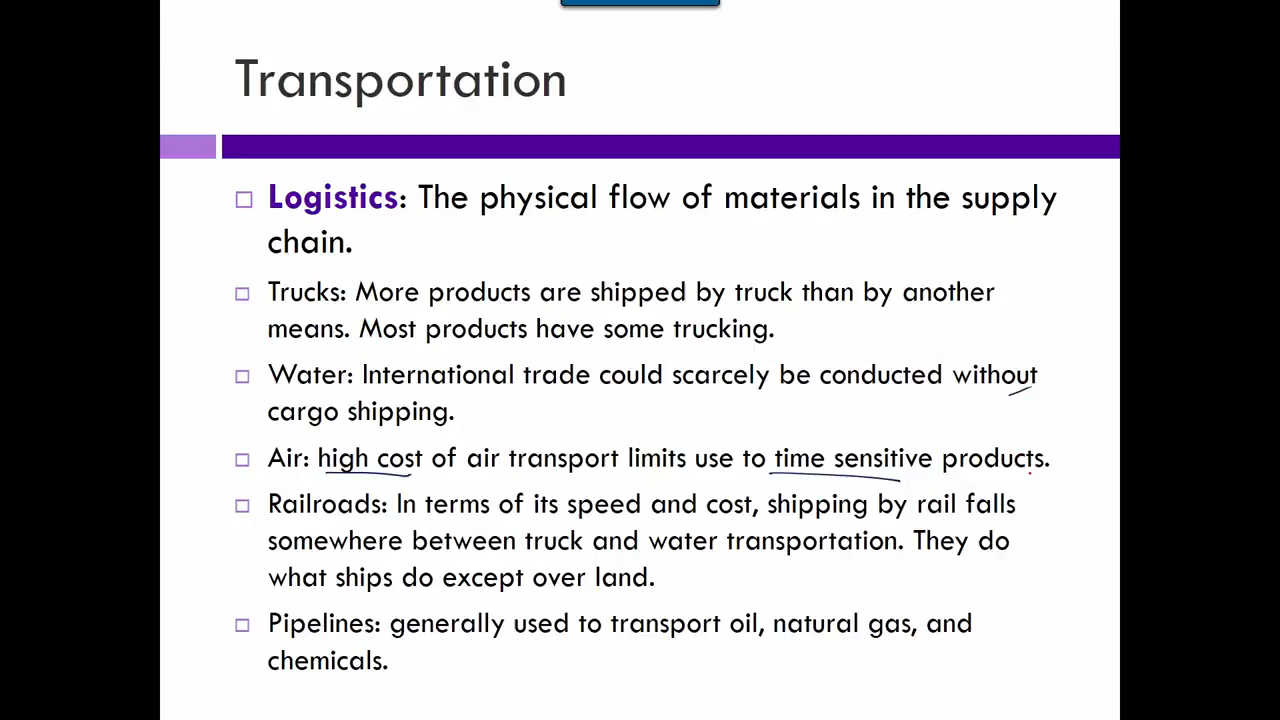 Transportation
Logistics: The physical flow of materials in the supply
chain.
Trucks: More products are shipped by truck than by another
means. Most products have some trucking.
Water: International trade could scarcely be conducted without
cargo shipping.
Air: high cost of air transport limits use to time sensitive products.
Railroads: In terms of its speed and cost, shipping by rail falls
somewhere between truck and water transportation. They do
what ships do except over land.
Pipelines: generally used to transport oil, natural gas, and
chemicals.